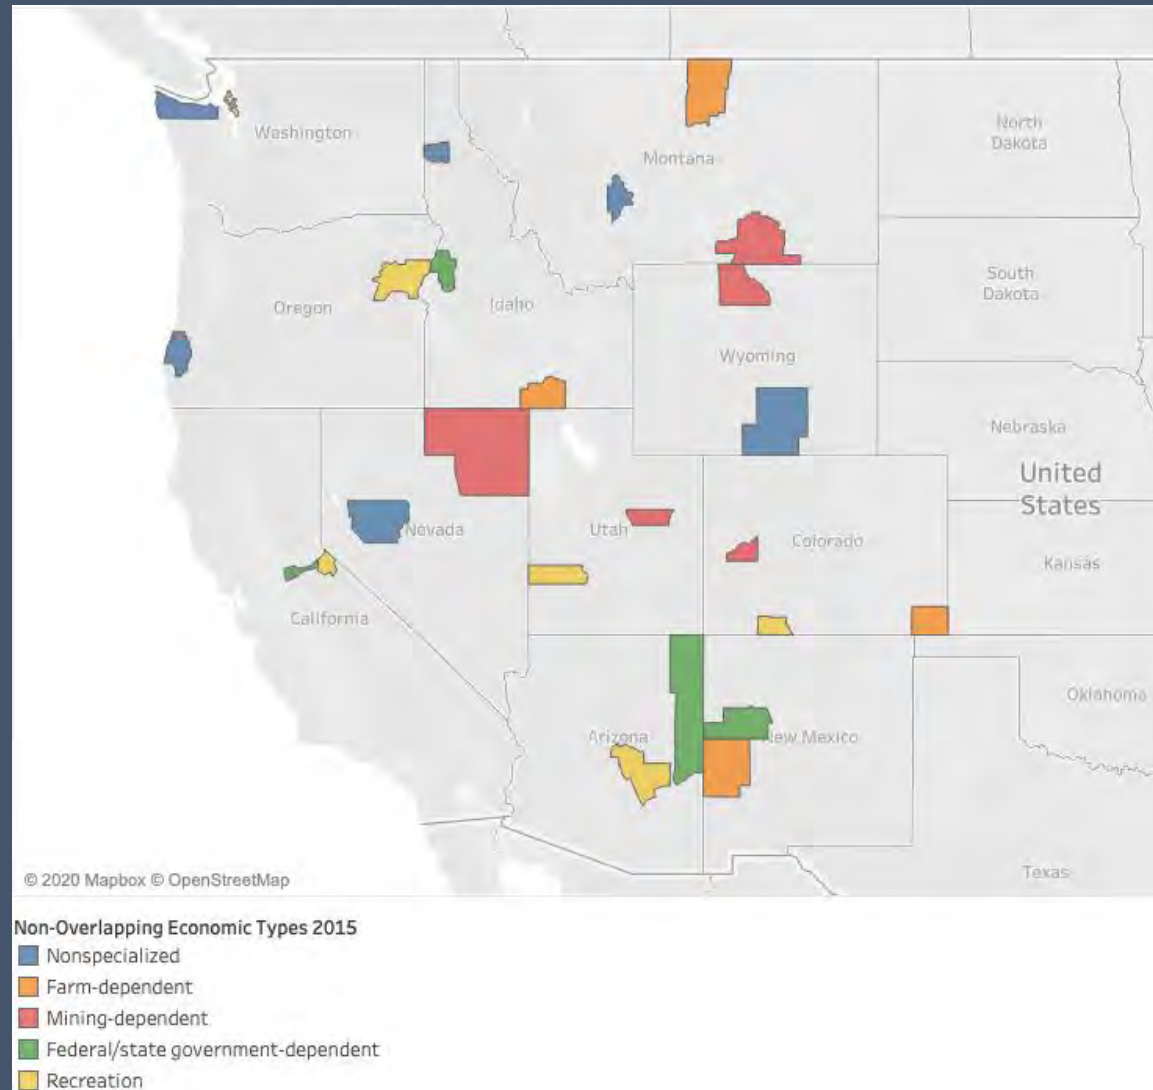 Washington
North
Dakota
Montana
South
Dakota
Oregon
Idaho
Wyoming
Nebraska
United
States
Nevada
Utah
Colorado
Kansas
California
Oklahoma
Arizona
New Mexico
Texas
© 2020 Mapbox © OpenStreetMap
Non-Overlapping Economic Types 2015
Nonspecialized
Farm-dependent
Mining-dependent
Federal/state government-dependent
Recreation